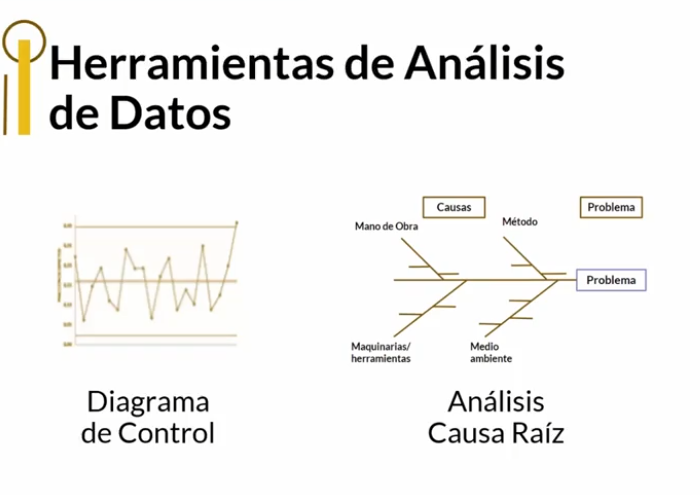 Herramientas de Análisis
de Datos
Causas
Problema
Mano de Obra
Método
Problema
Maquinarias/
herramientas
Medio
ambiente
Diagrama
de Control
Análisis
Causa Raíz